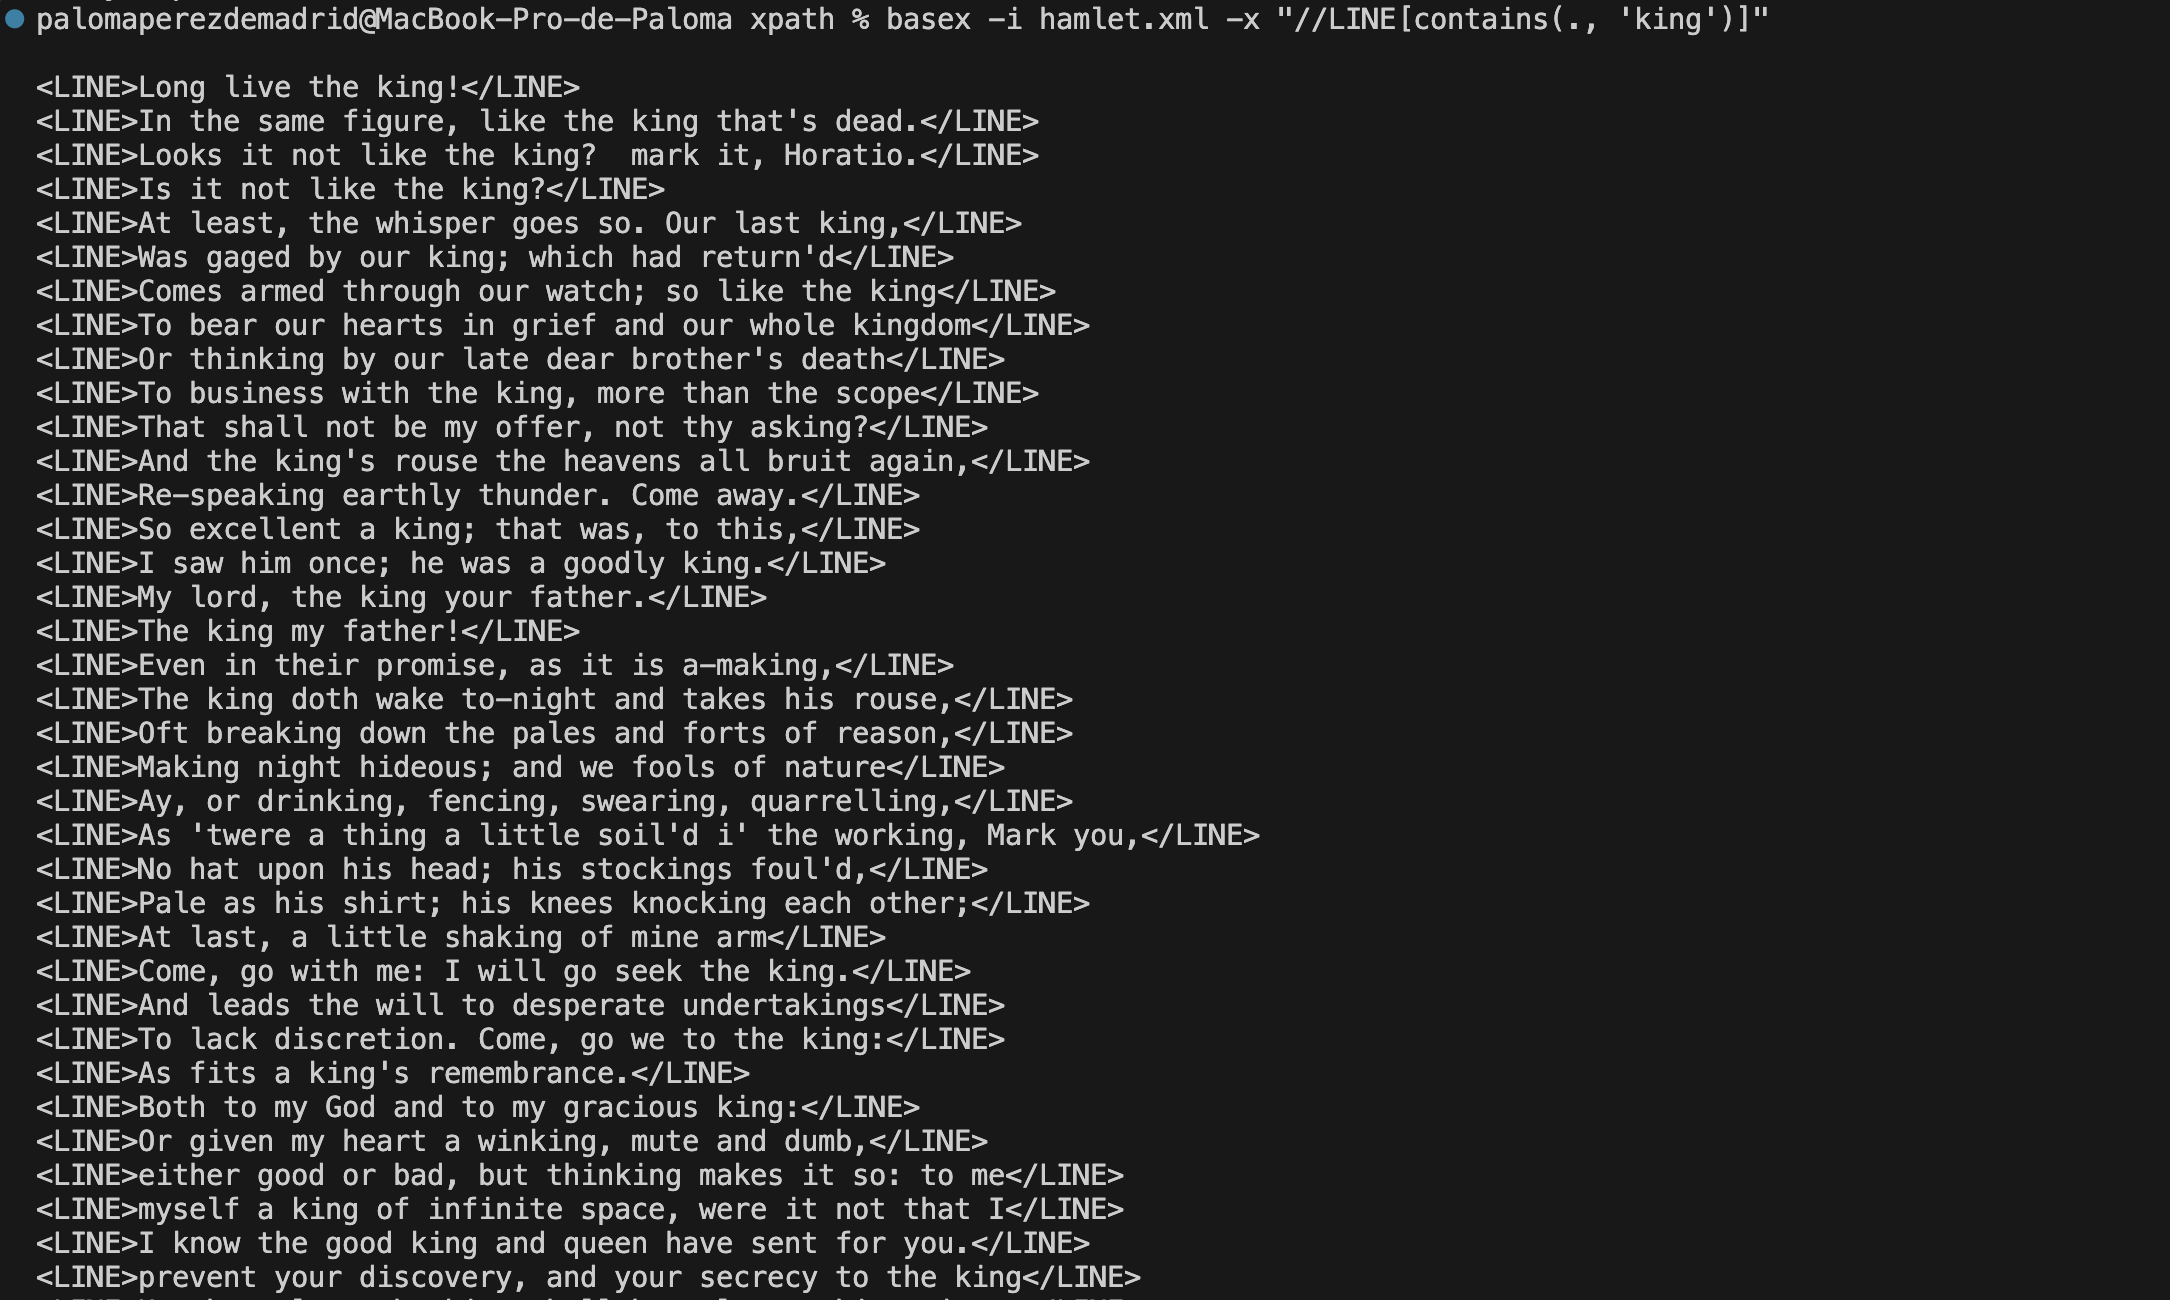 palomaperezdemadrid@MacBook-Pro-de-Paloma xpath % basex -i hamlet.xml -x "//LINE[contains(., 'king')]"
<LINE>Long live the king!</LINE>
<LINE>In the same figure, like the king that's dead.</LINE>
<LINE>Looks it not like the king?  mark it, Horatio.</LINE>
<LINE>Is it not like the king?</LINE>
<LINE>At least, the whisper goes so. Our last king,</LINE>
<LINE>Was gaged by our king; which had return'd</LINE>
<LINE>Comes armed through our watch; so like the king</LINE>
<LINE>To bear our hearts in grief and our whole kingdom</LINE>
<LINE>Or thinking by our late dear brother's death</LINE>
<LINE>To business with the king, more than the scope</LINE>
<LINE>That shall not be my offer, not thy asking?</LINE>
<LINE>And the king's rouse the heavens all bruit again,</LINE>
<LINE>Re-speaking earthly thunder. Come away.</LINE>
<LINE>So excellent a king; that was, to this,</LINE>
<LINE>I saw him once; he was a goodly king.</LINE>
<LINE>My lord, the king your father.</LINE>
<LINE>The king my father!</LINE>
<LINE>Even in their promise, as it is a-making,</LINE>
<LINE>The king doth wake to-night and takes his rouse,</LINE>
<LINE>Oft breaking down the pales and forts of reason,</LINE>
<LINE>Making night hideous; and we fools of nature</LINE>
<LINE>Ay, or drinking, fencing, swearing, quarrelling,</LINE>
<LINE>As 'twere a thing a little soil'd i' the working, Mark you,</LINE>
<LINE>No hat upon his head; his stockings foul'd,</LINE>
<LINE>Pale as his shirt; his knees knocking each other;</LINE>
<LINE>At last, a little shaking of mine arm</LINE>
<LINE>Come, go with me: I will go seek the king.</LINE>
<LINE>And leads the will to desperate undertakings</LINE>
<LINE>To lack discretion. Come, go we to the king:</LINE>
<LINE>As fits a king's remembrance.</LINE>
<LINE>Both to my God and to my gracious king:</LINE>
<LINE>Or given my heart a winking, mute and dumb,</LINE>
<LINE>either good or bad, but thinking makes it so: to me</LINE>
<LINE>myself a king of infinite space, were it not that I</LINE>
<LINE>I know the good king and queen have sent for you.</LINE>
<LINE>prevent your discovery, and your secrecy to the king</LINE>